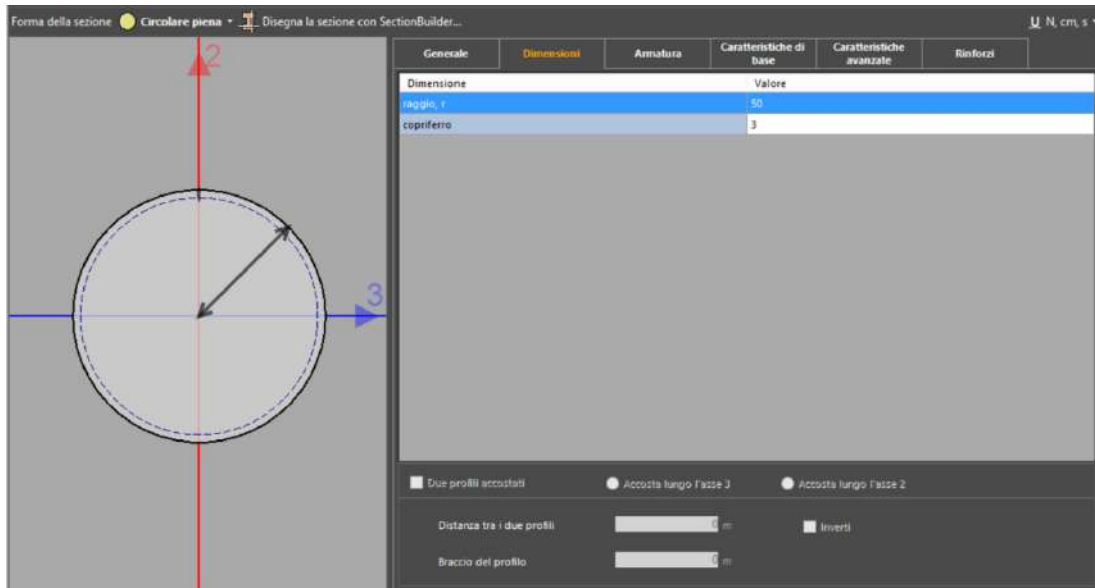 Forma della sezione Circolare piena Disegna la sezione con SectionBuilder... U N, cm, s
2
3
Generale Dimensioni Armatura Caratteristiche di base Caratteristiche avanzate Rinforzi
Dimensione Valore
raggio, r 50
copriferro 3
Due profili accostati Accosta lungo l'asse 3 Accosta lungo l'asse 2
Distanza tra i due profili 0 m Inverti
Braccio del profilo 0 m